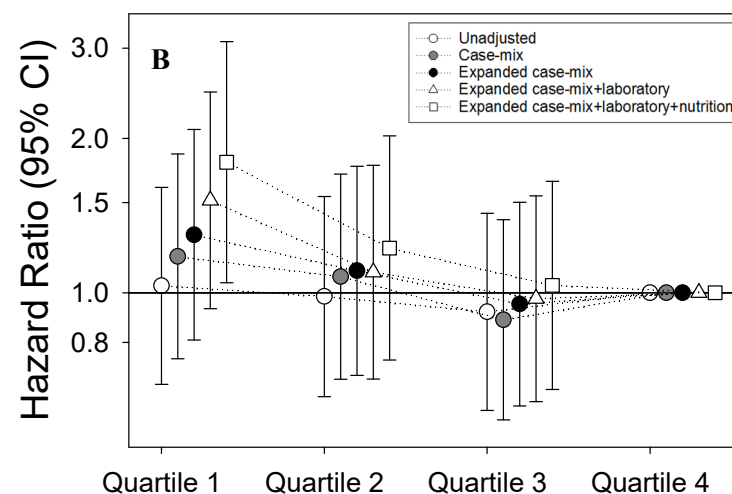 B
Unadjusted
Case-mix
Expanded case-mix
Expanded case-mix+laboratory
Expanded case-mix+laboratory+nutrition
Hazard Ratio (95% CI)
3.0
2.0
1.5
1.0
0.8
Quartile 1 Quartile 2 Quartile 3 Quartile 4